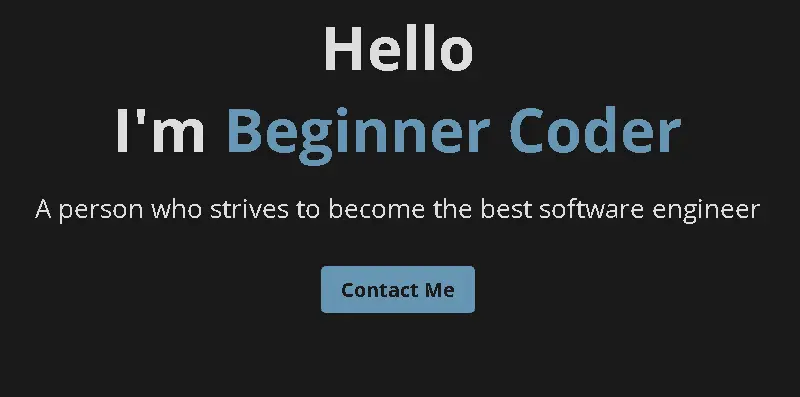 Hello
I'm Beginner Coder
A person who strives to become the best software engineer
Contact Me